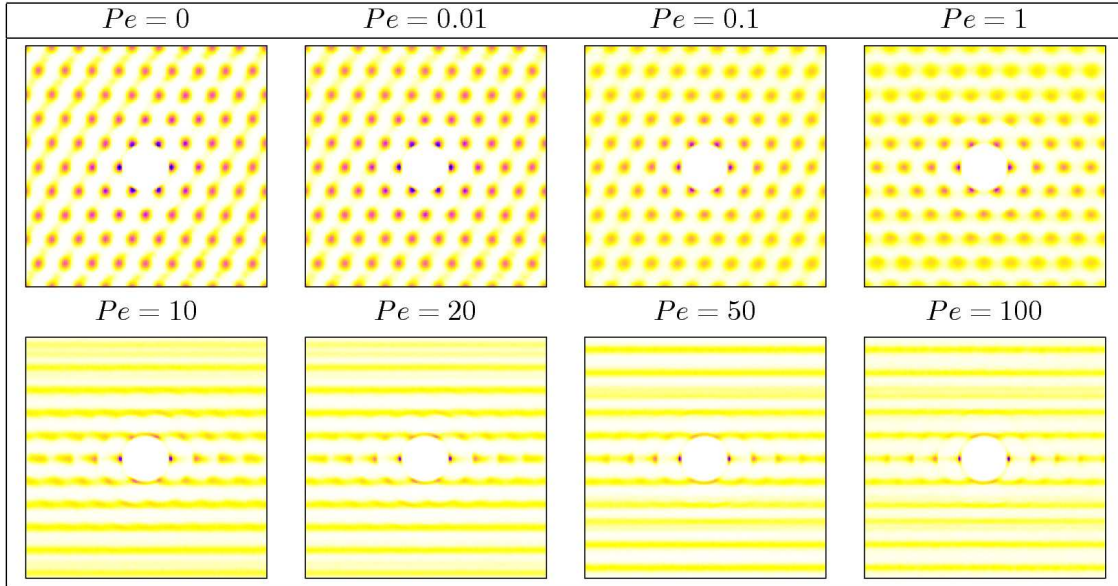 Pe = 0 Pe = 0.01 Pe = 0.1 Pe = 1
Pe = 10 Pe = 20 Pe = 50 Pe = 100